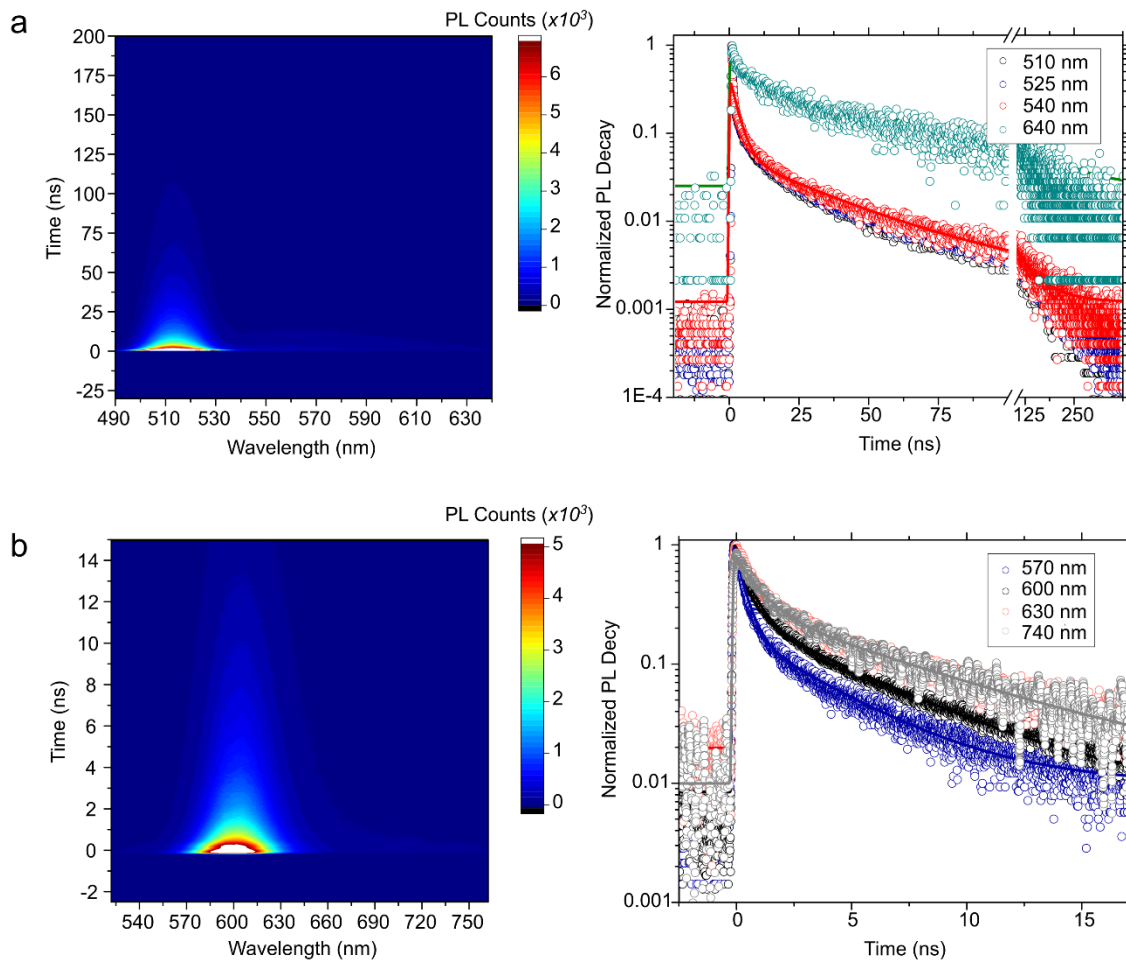 a
PL Counts (x10³)
200
175
150
125
100
75
50
25
0
-25
Time (ns)
490 510 530 550 570 590 610 630
Wavelength (nm)
6
5
4
3
2
1
0
1
0.1
0.01
0.001
1E-4
Normalized PL Decay
510 nm
525 nm
540 nm
640 nm
0 25 50 75 125 250
Time (ns)
b
PL Counts (x10³)
14
12
10
8
6
4
2
0
-2
Time (ns)
540 570 600 630 660 690 720 750
Wavelength (nm)
5
4
3
2
1
0
1
0.1
0.01
0.001
Normalized PL Decy
570 nm
600 nm
630 nm
740 nm
0 5 10 15
Time (ns)